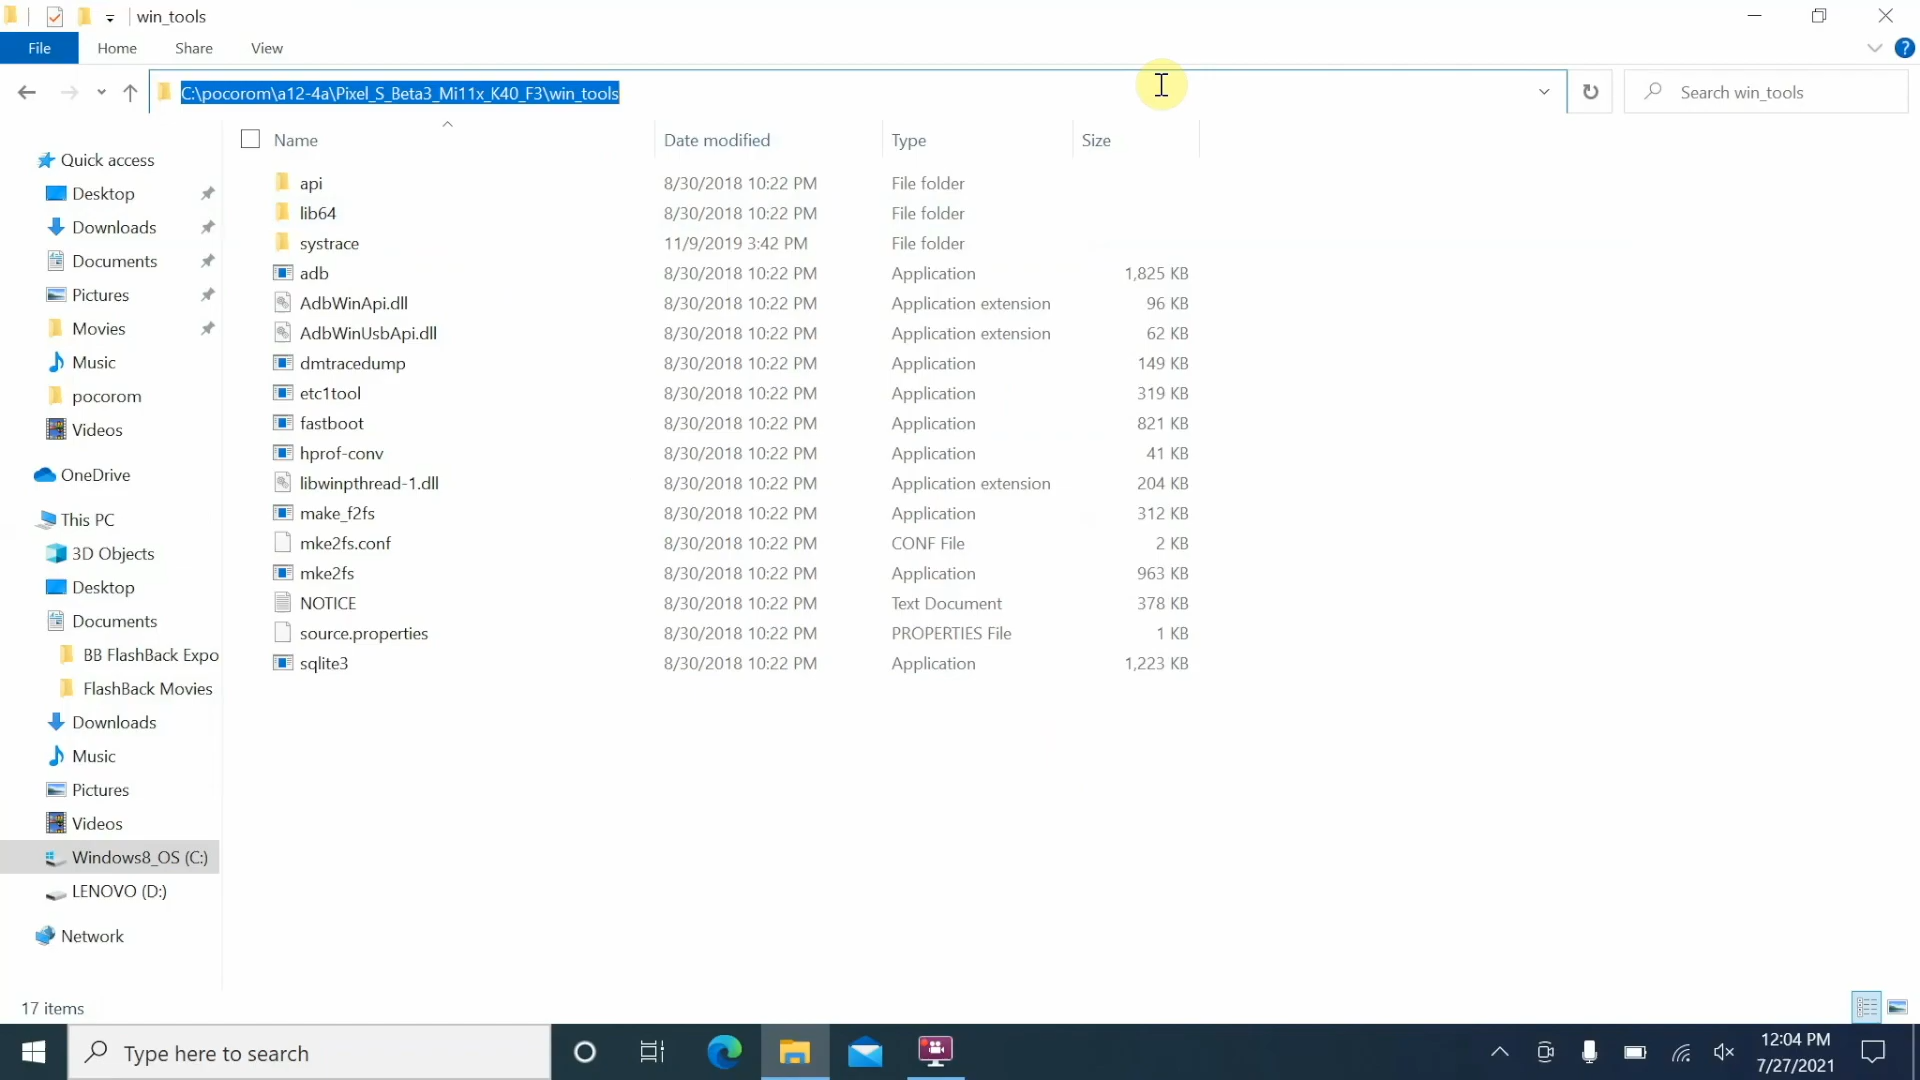 win_tools
File Home Share View
C:\pocorom\a12-4a\Pixel_S_Beta3_Mi11x_K40_F3\win_tools
Search win_tools
Name Date modified Type Size
Quick access
Desktop
Downloads
Documents
Pictures
Movies
Music
pocorom
Videos
OneDrive
This PC
3D Objects
Desktop
Documents
BB FlashBack Expo
FlashBack Movies
Downloads
Music
Pictures
Videos
Windows8_OS (C:)
LENOVO (D:)
Network
api 8/30/2018 10:22 PM File folder
lib64 8/30/2018 10:22 PM File folder
systrace 11/9/2019 3:42 PM File folder
adb 8/30/2018 10:22 PM Application 1,825 KB
AdbWinApi.dll 8/30/2018 10:22 PM Application extension 96 KB
AdbWinUsbApi.dll 8/30/2018 10:22 PM Application extension 62 KB
dmtracedump 8/30/2018 10:22 PM Application 149 KB
etc1tool 8/30/2018 10:22 PM Application 319 KB
fastboot 8/30/2018 10:22 PM Application 821 KB
hprof-conv 8/30/2018 10:22 PM Application 41 KB
libwinpthread-1.dll 8/30/2018 10:22 PM Application extension 204 KB
make_f2fs 8/30/2018 10:22 PM Application 312 KB
mke2fs.conf 8/30/2018 10:22 PM CONF File 2 KB
mke2fs 8/30/2018 10:22 PM Application 963 KB
NOTICE 8/30/2018 10:22 PM Text Document 378 KB
source.properties 8/30/2018 10:22 PM PROPERTIES File 1 KB
sqlite3 8/30/2018 10:22 PM Application 1,223 KB
17 items
Type here to search
12:04 PM
7/27/2021